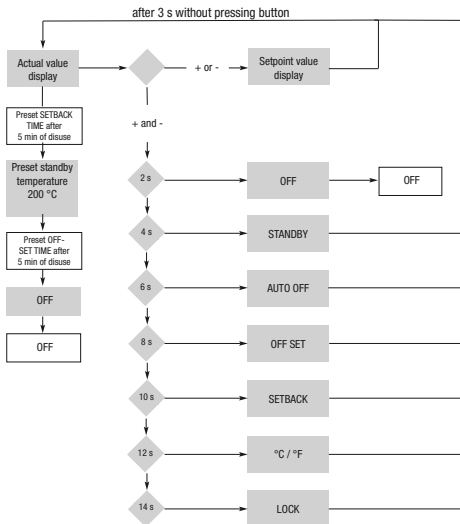 after 3 s without pressing button
Actual value
display
+ or -
Setpoint value
display
Preset SETBACK
TIME after
5 min of disuse
+ and -
Preset standby
temperature
200 °C
2 s
OFF
OFF
4 s
STANDBY
Preset OFF-
SET TIME after
5 min of disuse
6 s
AUTO OFF
OFF
8 s
OFF SET
OFF
10 s
SETBACK
12 s
°C / °F
14 s
LOCK